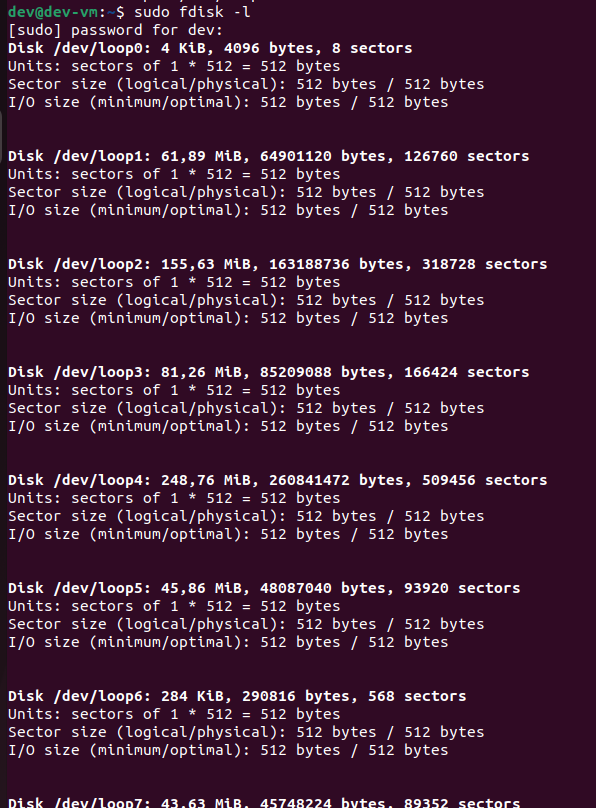 dev@dev-vm:~$ sudo fdisk -l
[sudo] password for dev:
Disk /dev/loop0: 4 KiB, 4096 bytes, 8 sectors
Units: sectors of 1 * 512 = 512 bytes
Sector size (logical/physical): 512 bytes / 512 bytes
I/O size (minimum/optimal): 512 bytes / 512 bytes
Disk /dev/loop1: 61,89 MiB, 64901120 bytes, 126760 sectors
Units: sectors of 1 * 512 = 512 bytes
Sector size (logical/physical): 512 bytes / 512 bytes
I/O size (minimum/optimal): 512 bytes / 512 bytes
Disk /dev/loop2: 155,63 MiB, 163188736 bytes, 318728 sectors
Units: sectors of 1 * 512 = 512 bytes
Sector size (logical/physical): 512 bytes / 512 bytes
I/O size (minimum/optimal): 512 bytes / 512 bytes
Disk /dev/loop3: 81,26 MiB, 85209088 bytes, 166424 sectors
Units: sectors of 1 * 512 = 512 bytes
Sector size (logical/physical): 512 bytes / 512 bytes
I/O size (minimum/optimal): 512 bytes / 512 bytes
Disk /dev/loop4: 248,76 MiB, 260841472 bytes, 509456 sectors
Units: sectors of 1 * 512 = 512 bytes
Sector size (logical/physical): 512 bytes / 512 bytes
I/O size (minimum/optimal): 512 bytes / 512 bytes
Disk /dev/loop5: 45,86 MiB, 48087040 bytes, 93920 sectors
Units: sectors of 1 * 512 = 512 bytes
Sector size (logical/physical): 512 bytes / 512 bytes
I/O size (minimum/optimal): 512 bytes / 512 bytes
Disk /dev/loop6: 284 KiB, 290816 bytes, 568 sectors
Units: sectors of 1 * 512 = 512 bytes
Sector size (logical/physical): 512 bytes / 512 bytes
I/O size (minimum/optimal): 512 bytes / 512 bytes
Disk /dev/loop7: 43,63 MiB, 45748224 bytes, 89352 sectors